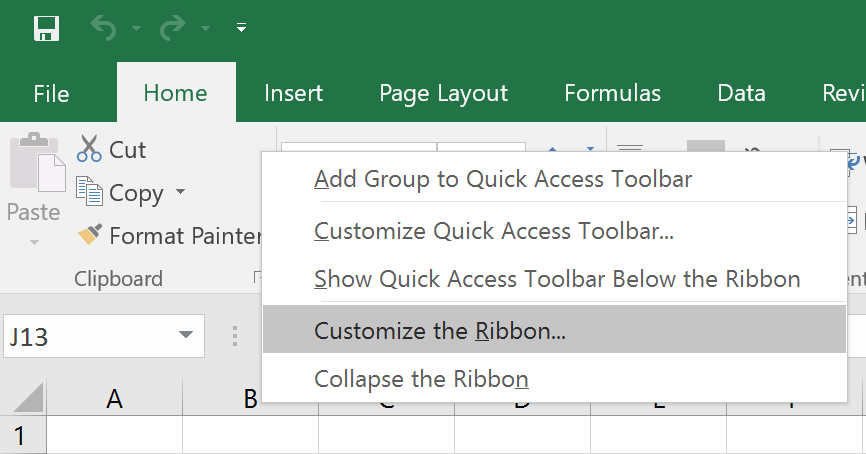 File Home Insert Page Layout Formulas Data Revi
Cut
Copy
Paste
Format Painter
Clipboard
Add Group to Quick Access Toolbar
Customize Quick Access Toolbar...
Show Quick Access Toolbar Below the Ribbon
Customize the Ribbon...
Collapse the Ribbon
J13
A B
1